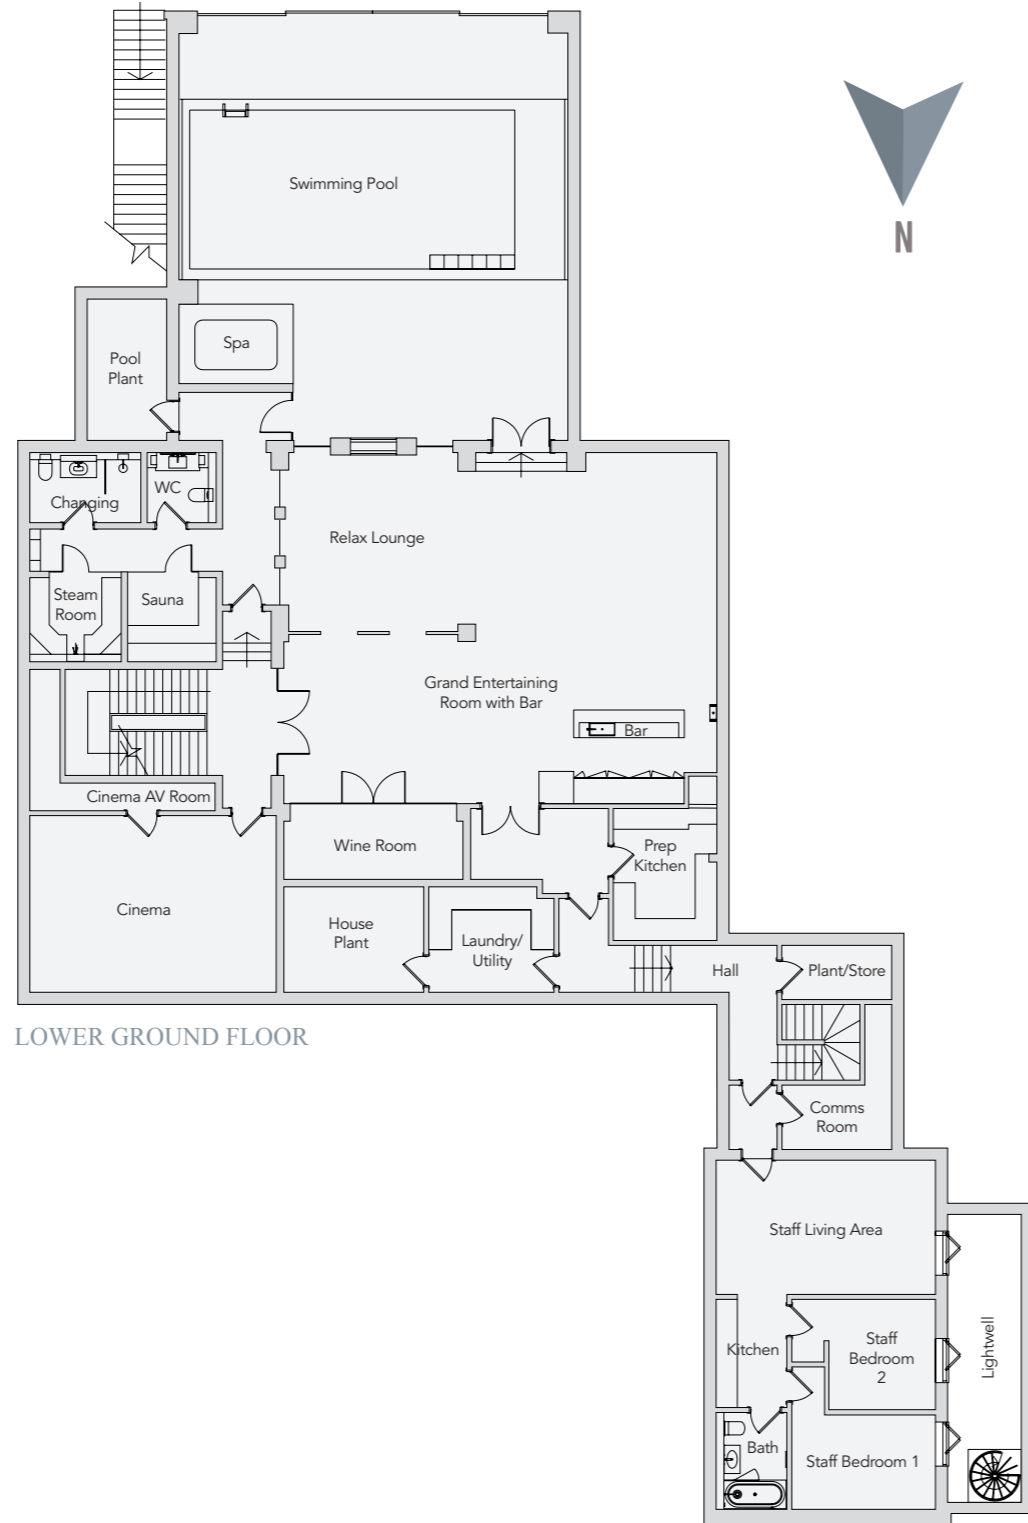 Swimming Pool
N
Spa
Pool
Plant
WC
Changing
Relax Lounge
Steam
Room
Sauna
Grand Entertaining
Room with Bar
Bar
Cinema AV Room
Wine Room
Prep
Kitchen
Cinema
House
Plant
Laundry/
Utility
Hall
Plant/Store
LOWER GROUND FLOOR
Comms
Room
Staff Living Area
Kitchen
Staff
Bedroom
2
Lightwell
Bath
Staff Bedroom 1